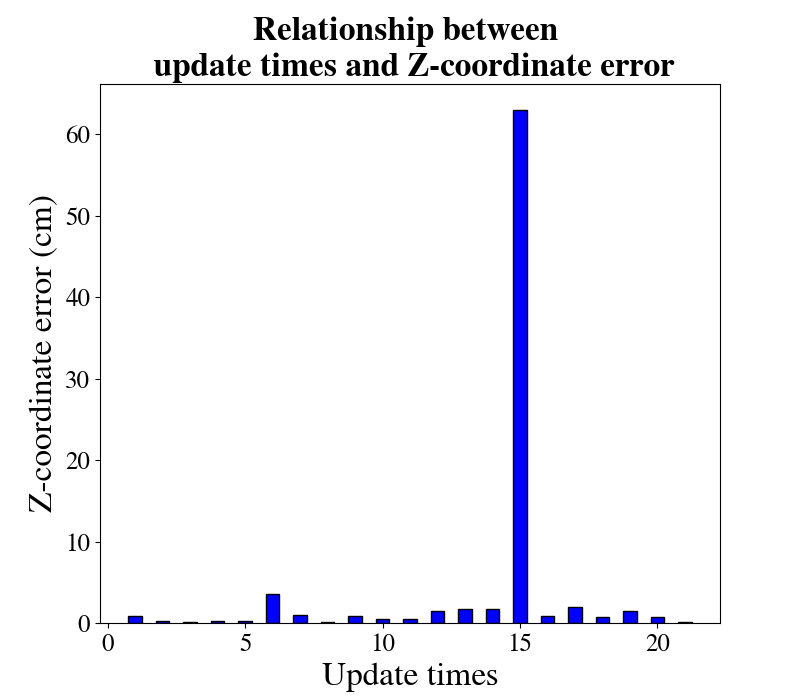 Relationship between
update times and Z-coordinate error
Z-coordinate error (cm)
60
50
40
30
20
10
0
0 5 10 15 20
Update times